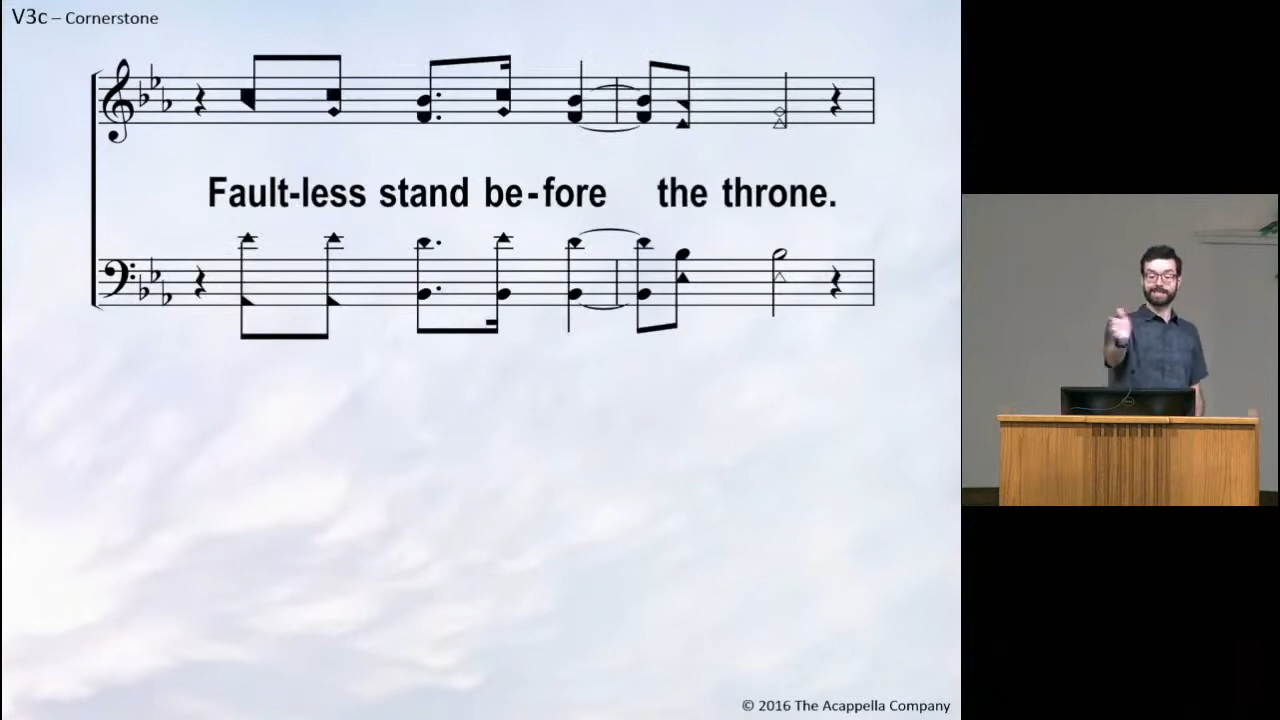 V3c – Cornerstone
Fault-less stand be-fore the throne.
© 2016 The Acappella Company